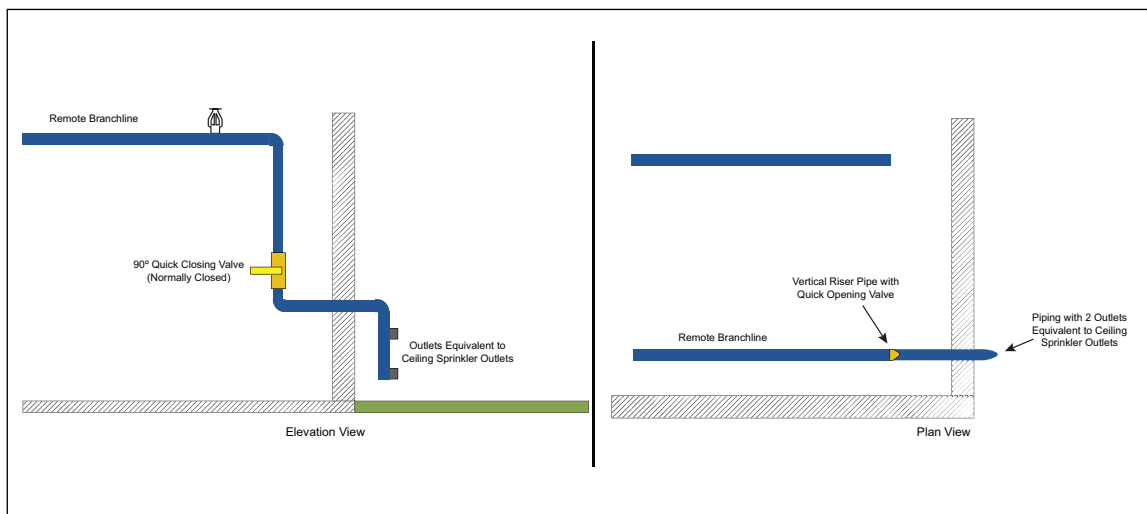 Remote Branchline
90º Quick Closing Valve
(Normally Closed)
Outlets Equivalent to
Ceiling Sprinkler Outlets
Elevation View
Vertical Riser Pipe with
Quick Opening Valve
Piping with 2 Outlets
Equivalent to Ceiling
Sprinkler Outlets
Remote Branchline
Plan View